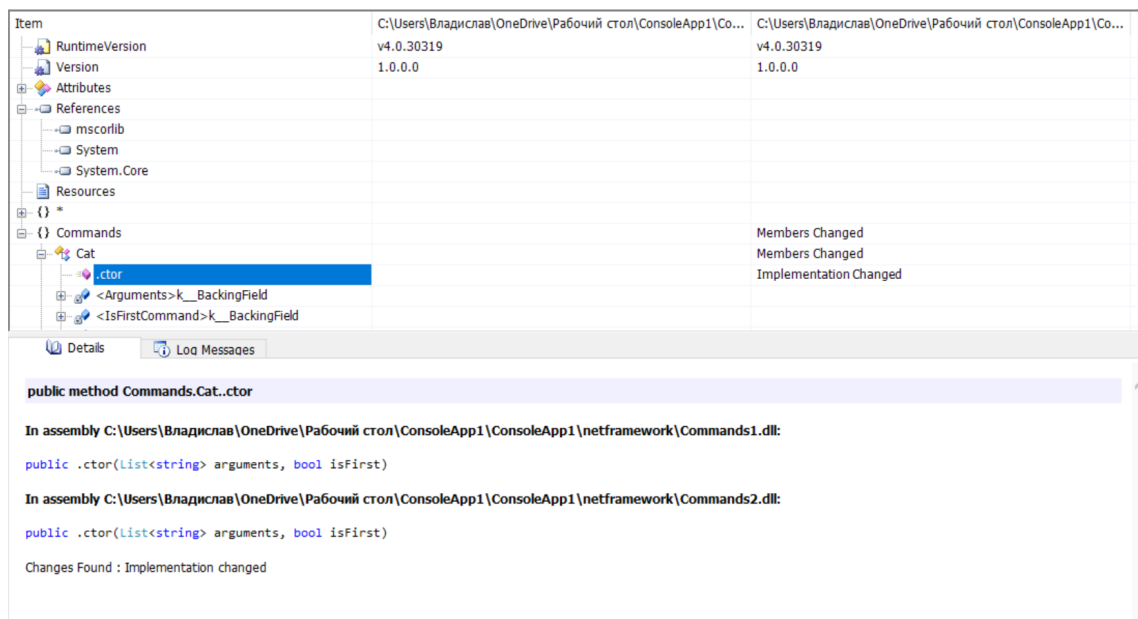 Item C:\Users\Владислав\OneDrive\Рабочий стол\ConsoleApp1\Co... C:\Users\Владислав\OneDrive\Рабочий стол\ConsoleApp1\Co...
RuntimeVersion v4.0.30319 v4.0.30319
Version 1.0.0.0 1.0.0.0
Attributes
References
mscorlib
System
System.Core
Resources
{} *
{} Commands Members Changed
Cat Members Changed
.ctor Implementation Changed
<Arguments>k__BackingField
<IsFirstCommand>k__BackingField
Details Log Messages
public method Commands.Cat..ctor
In assembly C:\Users\Владислав\OneDrive\Рабочий стол\ConsoleApp1\ConsoleApp1\netframework\Commands1.dll:
public .ctor(List<string> arguments, bool isFirst)
In assembly C:\Users\Владислав\OneDrive\Рабочий стол\ConsoleApp1\ConsoleApp1\netframework\Commands2.dll:
public .ctor(List<string> arguments, bool isFirst)
Changes Found : Implementation changed